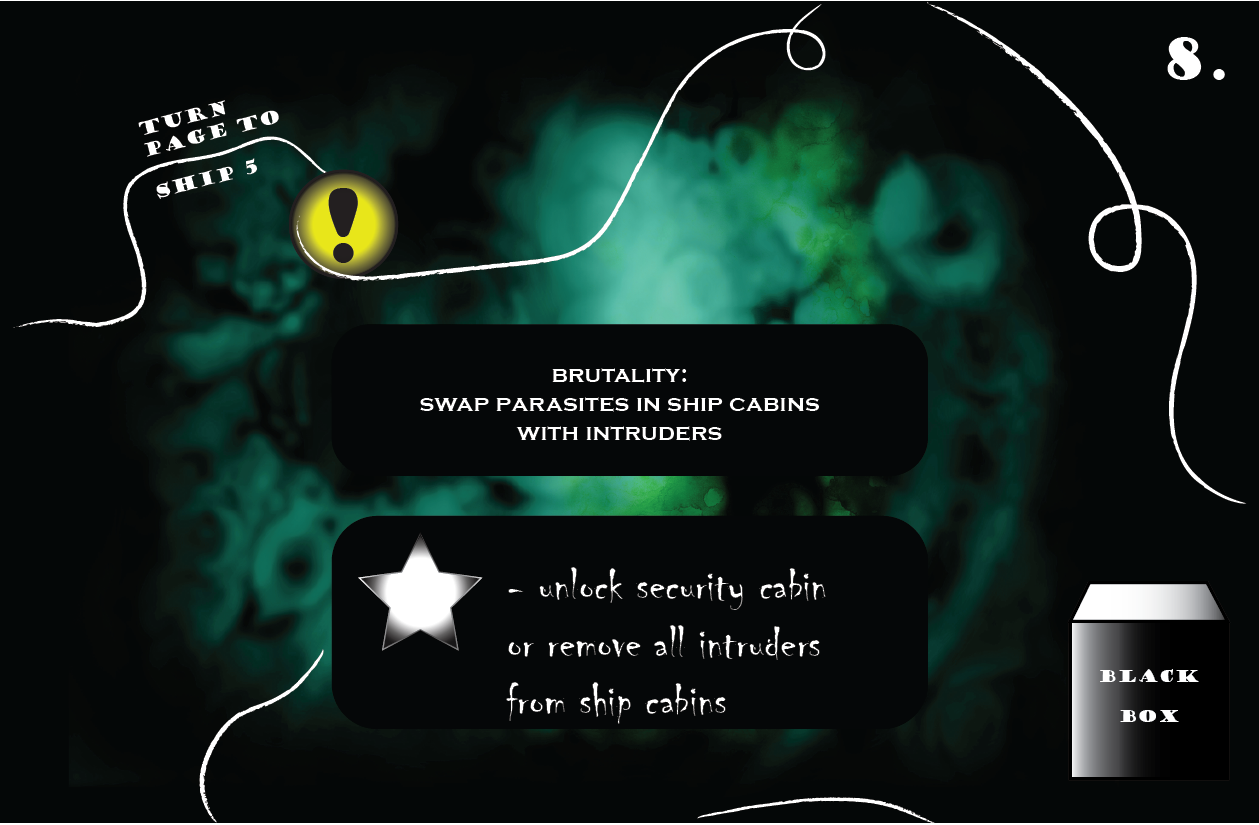 8.
TURN
PAGE TO
SHIP 5
!
BRUTALITY:
SWAP PARASITES IN SHIP CABINS
WITH INTRUDERS
- unlock security cabin
or remove all intruders
from ship cabins
BLACK
BOX